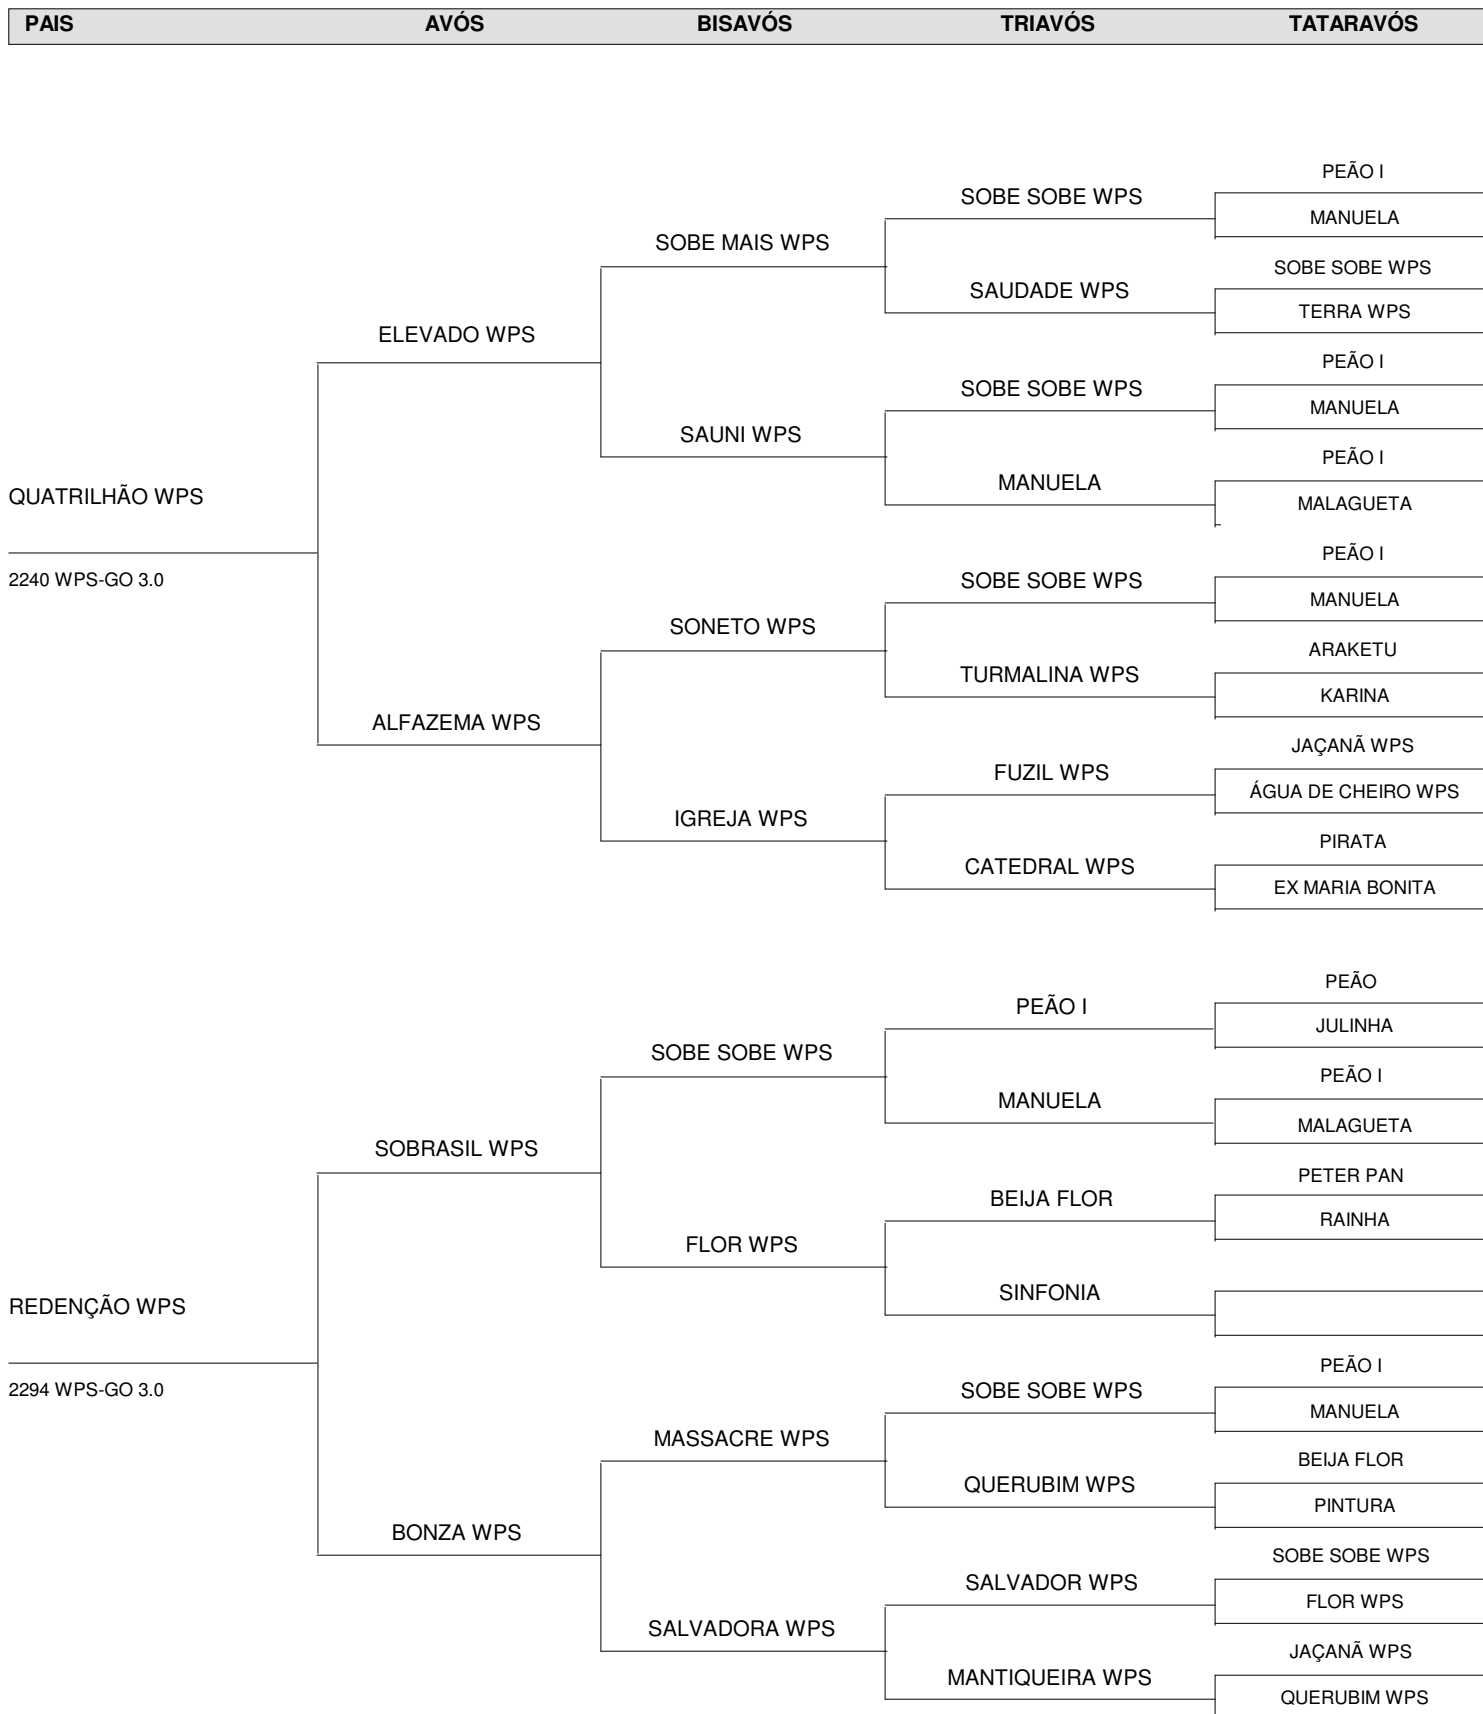 PAIS AVÓS BISAVÓS TRIAVÓS TATARAVÓS
PEÃO I
SOBE SOBE WPS
MANUELA
SOBE MAIS WPS
SOBE SOBE WPS
SAUDADE WPS
TERRA WPS
ELEVADO WPS
PEÃO I
SOBE SOBE WPS
MANUELA
SAUNI WPS
PEÃO I
MANUELA
QUATRILHÃO WPS
MALAGUETA
PEÃO I
2240 WPS-GO 3.0
SOBE SOBE WPS
MANUELA
SONETO WPS
ARAKETU
TURMALINA WPS
KARINA
ALFAZEMA WPS
JAÇANÃ WPS
FUZIL WPS
ÁGUA DE CHEIRO WPS
IGREJA WPS
PIRATA
CATEDRAL WPS
EX MARIA BONITA
PEÃO
PEÃO I
JULINHA
SOBE SOBE WPS
PEÃO I
MANUELA
MALAGUETA
SOBRASIL WPS
PETER PAN
BEIJA FLOR
RAINHA
FLOR WPS
SINFONIA
REDENÇÃO WPS
PEÃO I
2294 WPS-GO 3.0
SOBE SOBE WPS
MANUELA
MASSACRE WPS
BEIJA FLOR
QUERUBIM WPS
PINTURA
BONZA WPS
SOBE SOBE WPS
SALVADOR WPS
FLOR WPS
SALVADORA WPS
JAÇANÃ WPS
MANTIQUEIRA WPS
QUERUBIM WPS